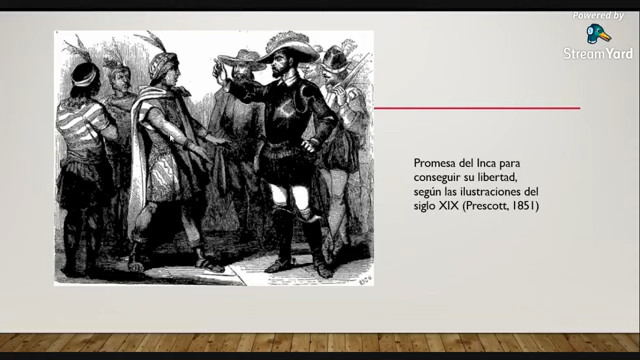 Powered by
StreamYard
Promesa del Inca para
conseguir su libertad,
según las ilustraciones del
siglo XIX (Prescott, 1851)